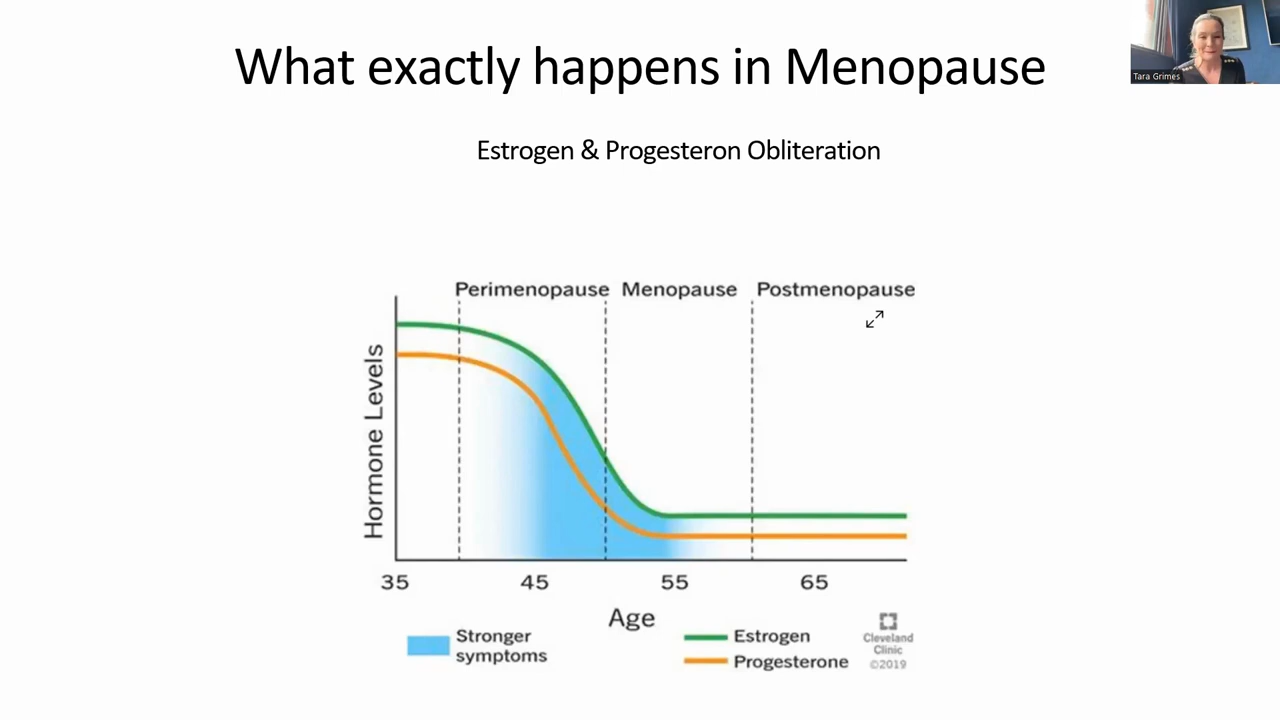 What exactly happens in Menopause
Tara Grimes
Estrogen & Progesteron Obliteration
Perimenopause
Menopause
Postmenopause
Hormone Levels
35
45
55
65
Age
Stronger
symptoms
Estrogen
Progesterone
Cleveland
Clinic
©2019